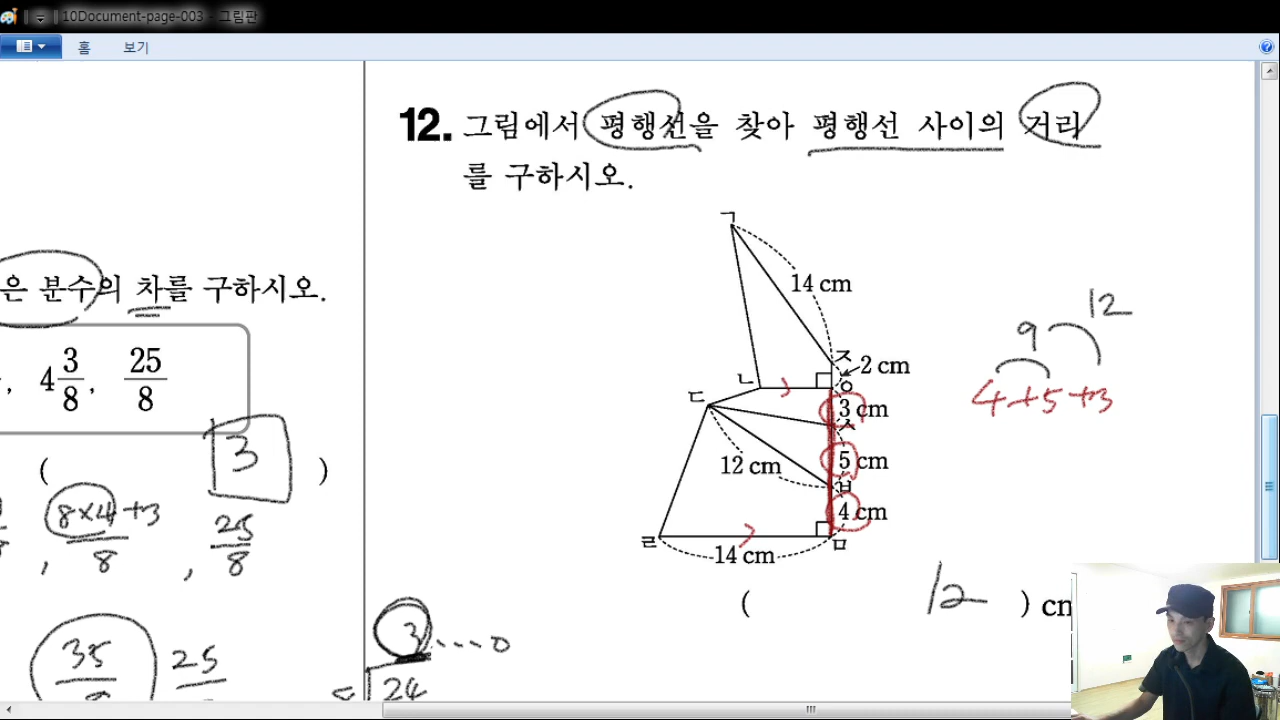 10Document-page-003 - 그림판
홈 보기
12. 그림에서 평행선을 찾아 평행선 사이의 거리
를 구하시오.
은 분수의 차를 구하시오.
, 4 3/8, 25/8
( 3 )
8×4+3/8 , 25/8
,
35
25
3 ... 0
24
ㄱ
14 cm
ㅈ
2 cm
ㄴ
ㅇ
ㄷ
3 cm
ㅅ
12 cm
5 cm
ㅂ
4 cm
ㄹ
ㅁ
14 cm
12
9
4+5+3
( 12 ) cm